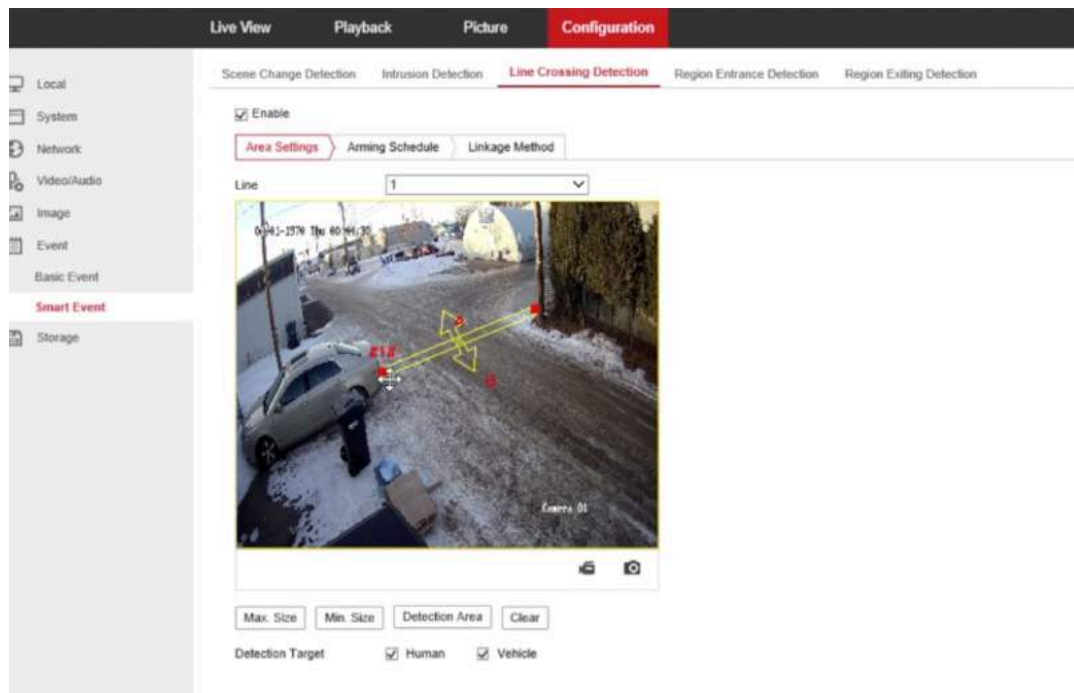 Live View Playback Picture Configuration
Scene Change Detection Intrusion Detection Line Crossing Detection Region Entrance Detection Region Exiting Detection
Local
System
Network
Video/Audio
Image
Event
Basic Event
Smart Event
Storage
Enable
Area Settings Arming Schedule Linkage Method
Line 1
Thu
#1#
A
B
Camera 01
Max. Size Min. Size Detection Area Clear
Detection Target Human Vehicle